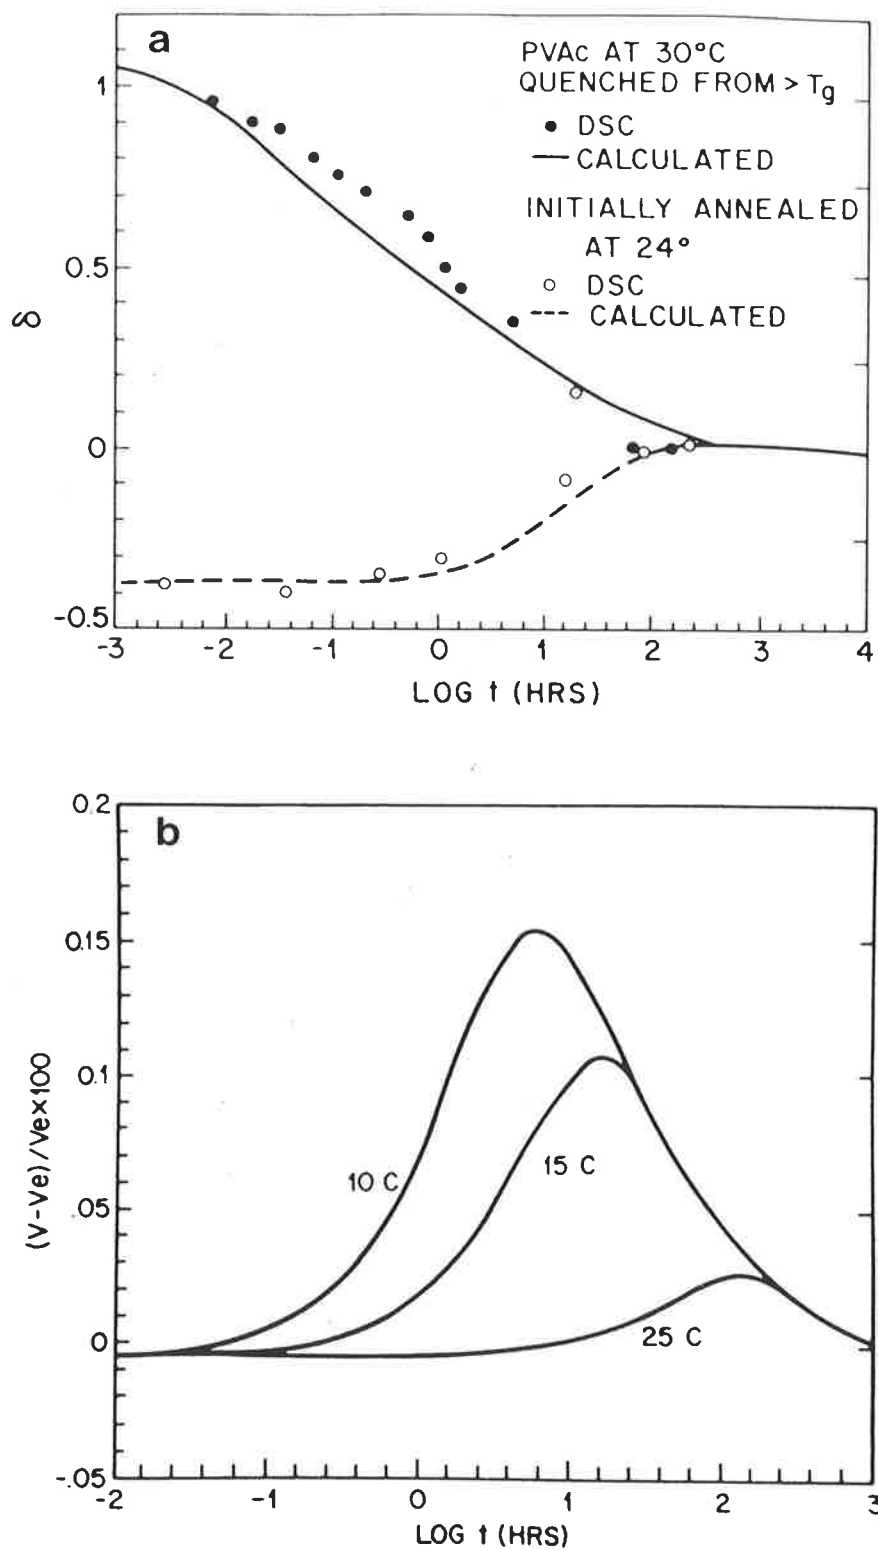 a
PVAc AT 30°C
QUENCHED FROM > Tg
● DSC
— CALCULATED
INITIALLY ANNEALED
AT 24°
○ DSC
--- CALCULATED
δ
1
0.5
0
-0.5
-3 -2 -1 0 1 2 3 4
LOG t (HRS)
b
(V-Ve)/Ve×100
0.2
0.15
0.1
.05
0
-.05
10 C
15 C
25 C
-2 -1 0 1 2 3
LOG t (HRS)